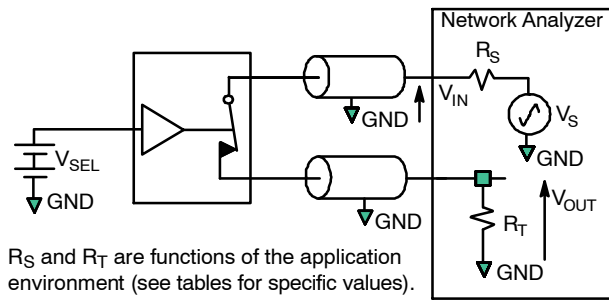 Network Analyzer
R_S
V_IN
V_S
GND
GND
V_SEL
GND
GND
V_OUT
R_T
GND
R_S and R_T are functions of the application
environment (see tables for specific values).